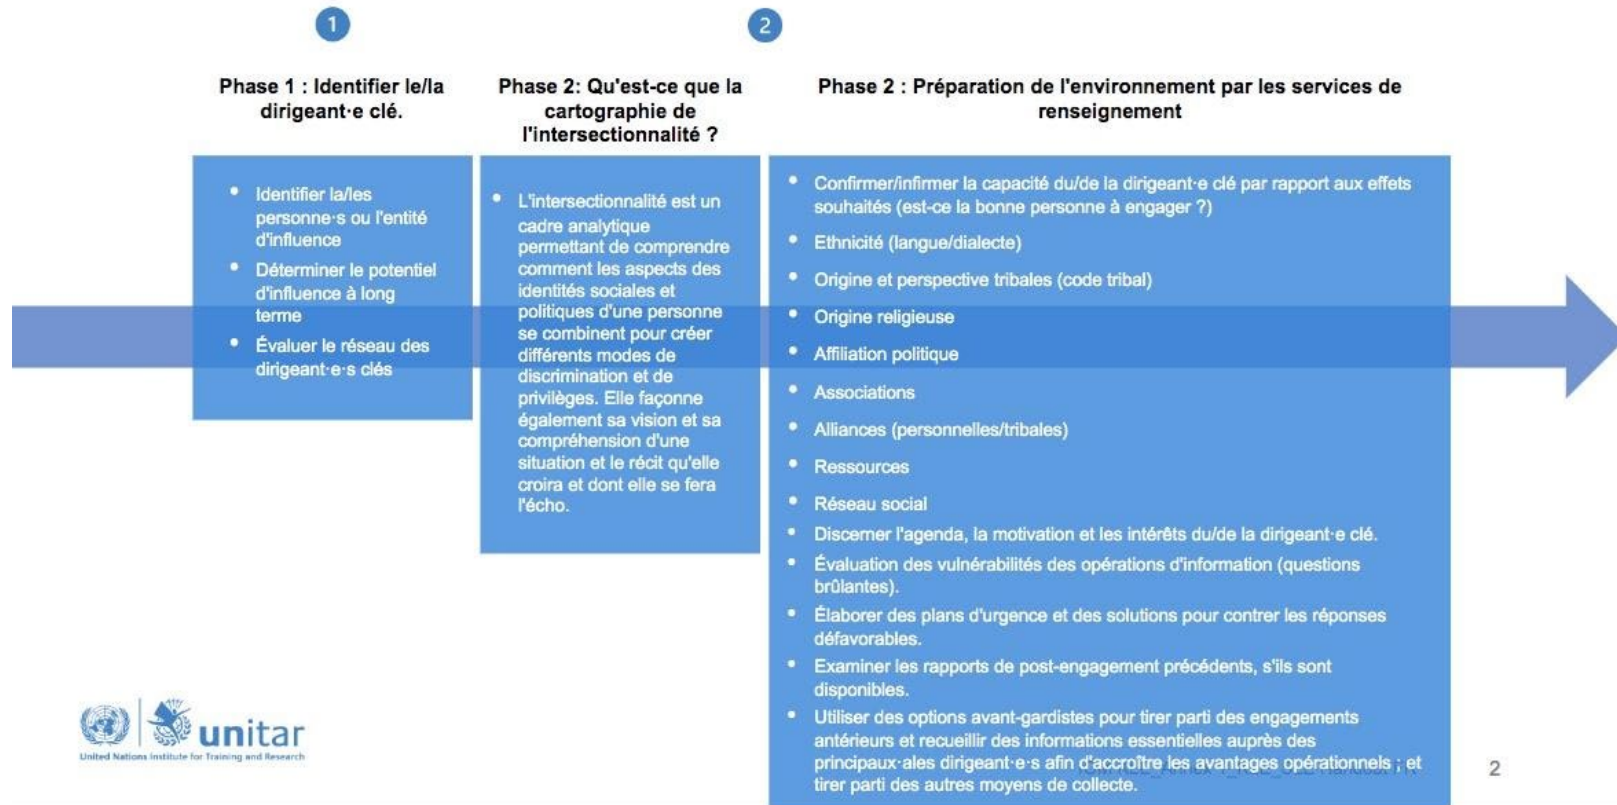 1
2
Phase 1 : Identifier le/la
dirigeant·e clé.
Phase 2: Qu'est-ce que la
cartographie de
l'intersectionnalité ?
Phase 2 : Préparation de l'environnement par les services de
renseignement
• Identifier la/les
personne·s ou l'entité
d'influence
• Déterminer le potentiel
d'influence à long
terme
• Évaluer le réseau des
dirigeant·e·s clés
• L'intersectionnalité est un
cadre analytique
permettant de comprendre
comment les aspects des
identités sociales et
politiques d'une personne
se combinent pour créer
différents modes de
discrimination et de
privilèges. Elle façonne
également sa vision et sa
compréhension d'une
situation et le récit qu'elle
croira et dont elle se fera
l'écho.
• Confirmer/infirmer la capacité du/de la dirigeant·e clé par rapport aux effets
souhaités (est-ce la bonne personne à engager ?)
• Ethnicité (langue/dialecte)
• Origine et perspective tribales (code tribal)
• Origine religieuse
• Affiliation politique
• Associations
• Alliances (personnelles/tribales)
• Ressources
• Réseau social
• Discerner l'agenda, la motivation et les intérêts du/de la dirigeant·e clé.
• Évaluation des vulnérabilités des opérations d'information (questions
brûlantes).
• Élaborer des plans d'urgence et des solutions pour contrer les réponses
défavorables.
• Examiner les rapports de post-engagement précédents, s'ils sont
disponibles.
• Utiliser des options avant-gardistes pour tirer parti des engagements
antérieurs et recueillir des informations essentielles auprès des
principaux·ales dirigeant·e·s afin d'accroître les avantages opérationnels ; et
tirer parti des autres moyens de collecte.
unitar
United Nations Institute for Training and Research
2